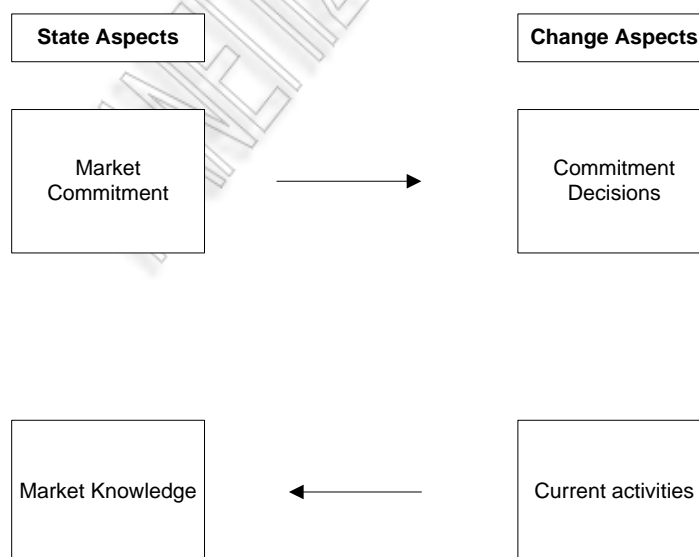 State Aspects
Change Aspects
Market
Commitment
Commitment
Decisions
Market Knowledge
Current activities